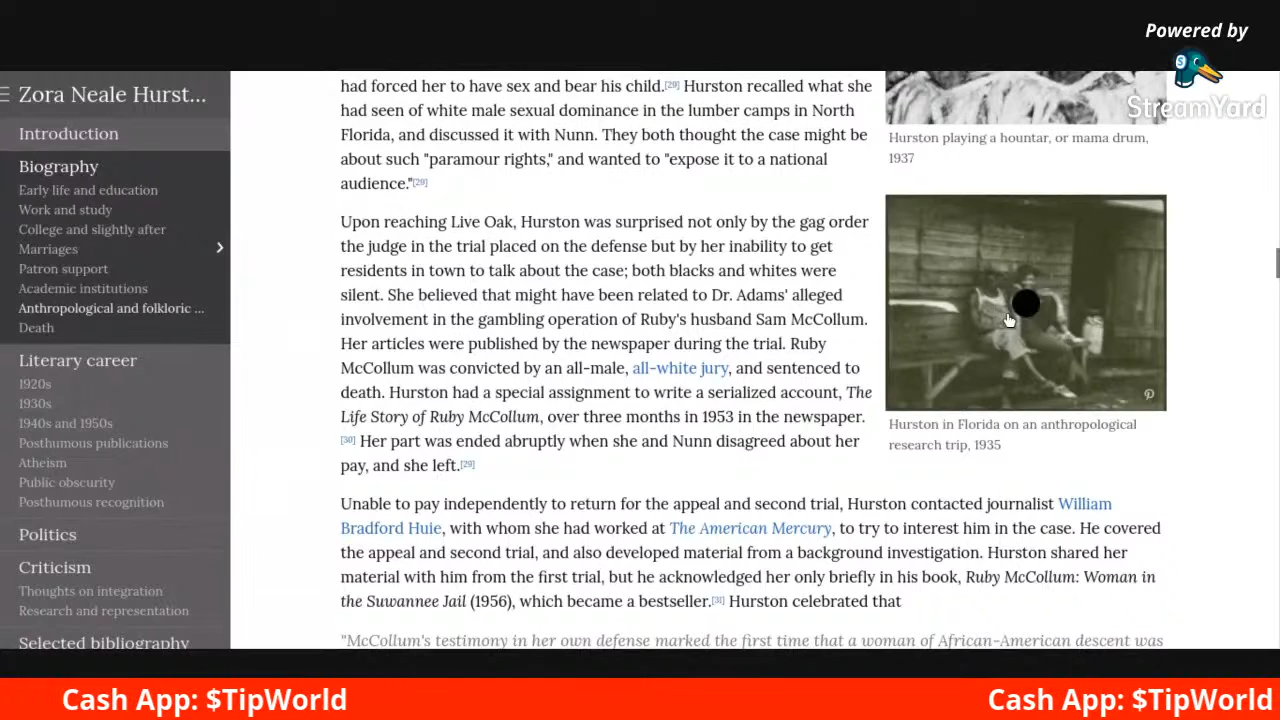 Powered by
StreamYard
Zora Neale Hurst...
Introduction
Biography
Early life and education
Work and study
College and slightly after
Marriages
Patron support
Academic institutions
Anthropological and folkloric ...
Death
Literary career
1920s
1930s
1940s and 1950s
Posthumous publications
Atheism
Public obscurity
Posthumous recognition
Politics
Criticism
Thoughts on integration
Research and representation
Selected bibliography
had forced her to have sex and bear his child.[29] Hurston recalled what she
had seen of white male sexual dominance in the lumber camps in North
Florida, and discussed it with Nunn. They both thought the case might be
about such "paramour rights," and wanted to "expose it to a national
audience."[29]
Upon reaching Live Oak, Hurston was surprised not only by the gag order
the judge in the trial placed on the defense but by her inability to get
residents in town to talk about the case; both blacks and whites were
silent. She believed that might have been related to Dr. Adams' alleged
involvement in the gambling operation of Ruby's husband Sam McCollum.
Her articles were published by the newspaper during the trial. Ruby
McCollum was convicted by an all-male, all-white jury, and sentenced to
death. Hurston had a special assignment to write a serialized account, The
Life Story of Ruby McCollum, over three months in 1953 in the newspaper.
[30] Her part was ended abruptly when she and Nunn disagreed about her
pay, and she left.[29]
Hurston playing a hountar, or mama drum,
1937
Hurston in Florida on an anthropological
research trip, 1935
Unable to pay independently to return for the appeal and second trial, Hurston contacted journalist William
Bradford Huie, with whom she had worked at The American Mercury, to try to interest him in the case. He covered
the appeal and second trial, and also developed material from a background investigation. Hurston shared her
material with him from the first trial, but he acknowledged her only briefly in his book, Ruby McCollum: Woman in
the Suwannee Jail (1956), which became a bestseller.[31] Hurston celebrated that
"McCollum's testimony in her own defense marked the first time that a woman of African-American descent was
Cash App: $TipWorld
Cash App: $TipWorld